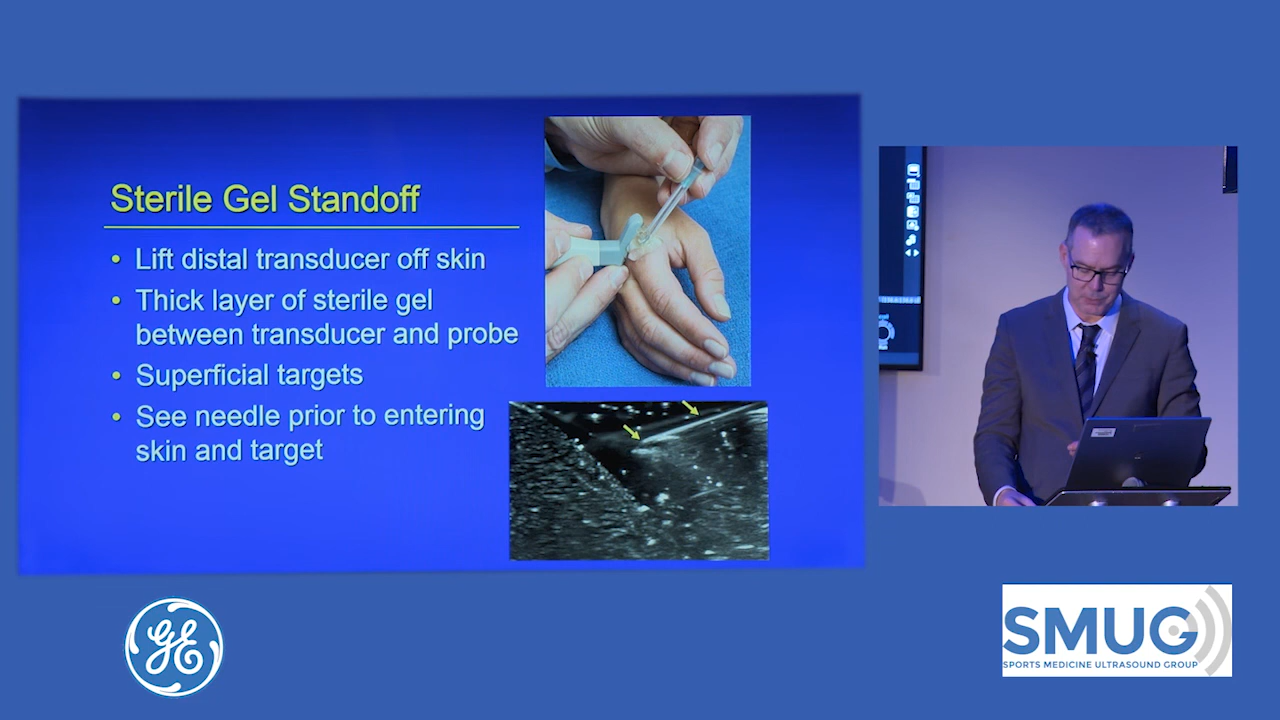 Sterile Gel Standoff
• Lift distal transducer off skin
• Thick layer of sterile gel
between transducer and probe
• Superficial targets
• See needle prior to entering
skin and target
GE
SMUG
SPORTS MEDICINE ULTRASOUND GROUP